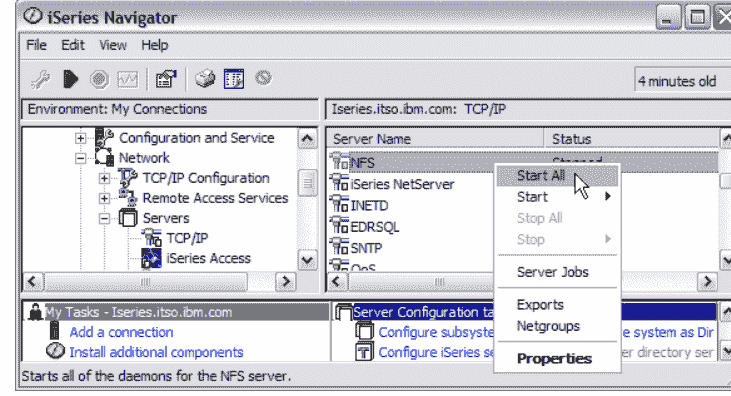 iSeries Navigator
File Edit View Help
4 minutes old
Environment: My Connections
Iseries.itso.ibm.com: TCP/IP
Configuration and Service
Network
TCP/IP Configuration
Remote Access Services
Servers
TCP/IP
iSeries Access
Server Name Status
NFS Stopped
iSeries NetServer
INETD
EDRSQL
SNTP
QoS
Start All
Start
Stop All
Stop
Server Jobs
Exports
Netgroups
Properties
My Tasks - Iseries.itso.ibm.com
Add a connection
Install additional components
Server Configuration ta
Configure subsyste e system as Dir
Configure iSeries se er directory ser
Starts all of the daemons for the NFS server.